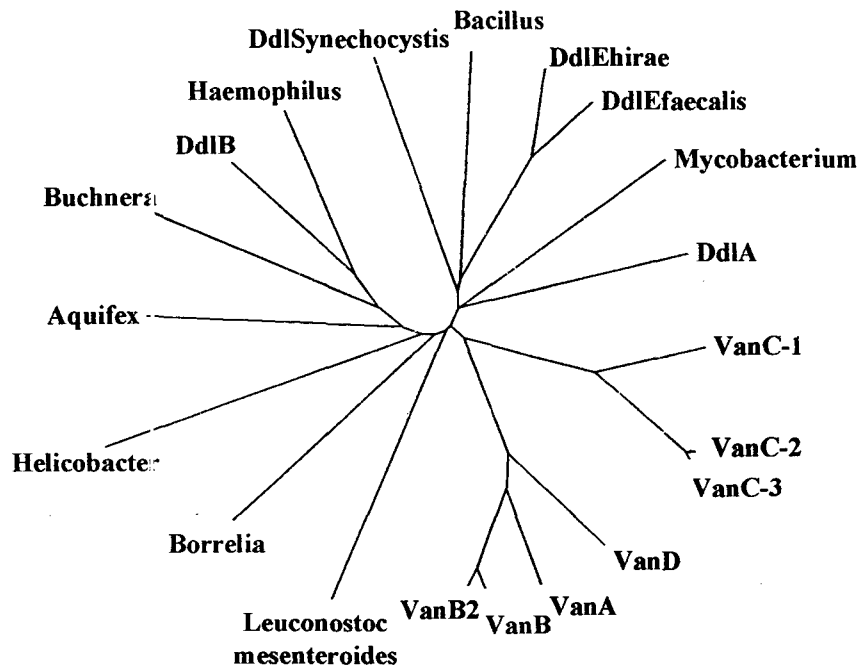 Bacillus
DdlSynechocystis
DdlEhirae
Haemophilus
DdlEfaecalis
DdlB
Mycobacterium
Buchnera
DdlA
Aquifex
VanC-1
Helicobacter
VanC-2
VanC-3
Borrelia
VanD
VanB2
VanA
VanB
Leuconostoc
mesenteroides